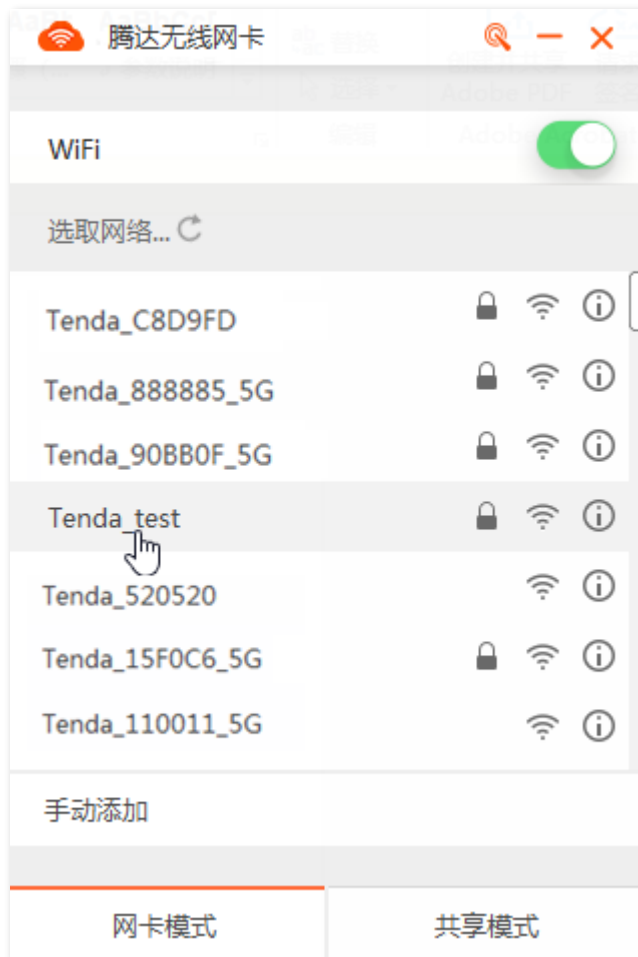 腾达无线网卡
WiFi
选取网络...
Tenda_C8D9FD
Tenda_888885_5G
Tenda_90BB0F_5G
Tenda_test
Tenda_520520
Tenda_15F0C6_5G
Tenda_110011_5G
手动添加
网卡模式
共享模式